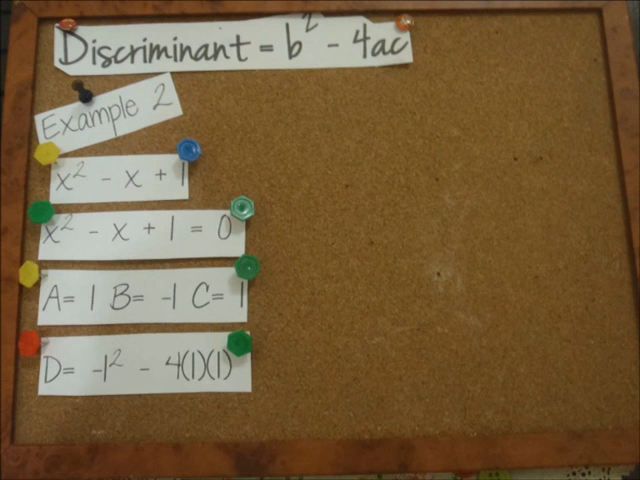 Discriminant = b² - 4ac
Example 2
x² - x + 1
x² - x + 1 = 0
A= 1 B= -1 C= 1
D= -1² - 4(1)(1)